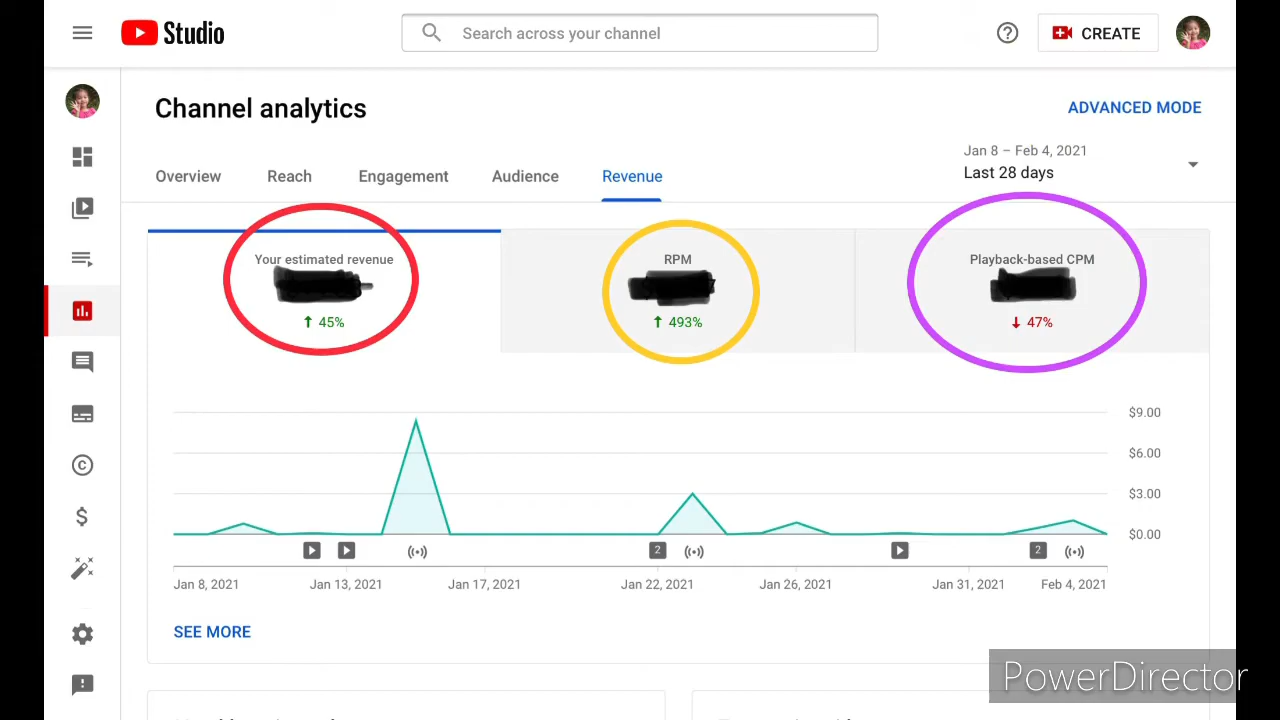 Studio
Search across your channel
CREATE
Channel analytics
ADVANCED MODE
Jan 8 – Feb 4, 2021
Last 28 days
Overview Reach Engagement Audience Revenue
Your estimated revenue RPM Playback-based CPM
45% 493% 47%
$9.00
$6.00
$3.00
$0.00
2 2
Jan 8, 2021 Jan 13, 2021 Jan 17, 2021 Jan 22, 2021 Jan 26, 2021 Jan 31, 2021 Feb 4, 2021
SEE MORE
PowerDirector